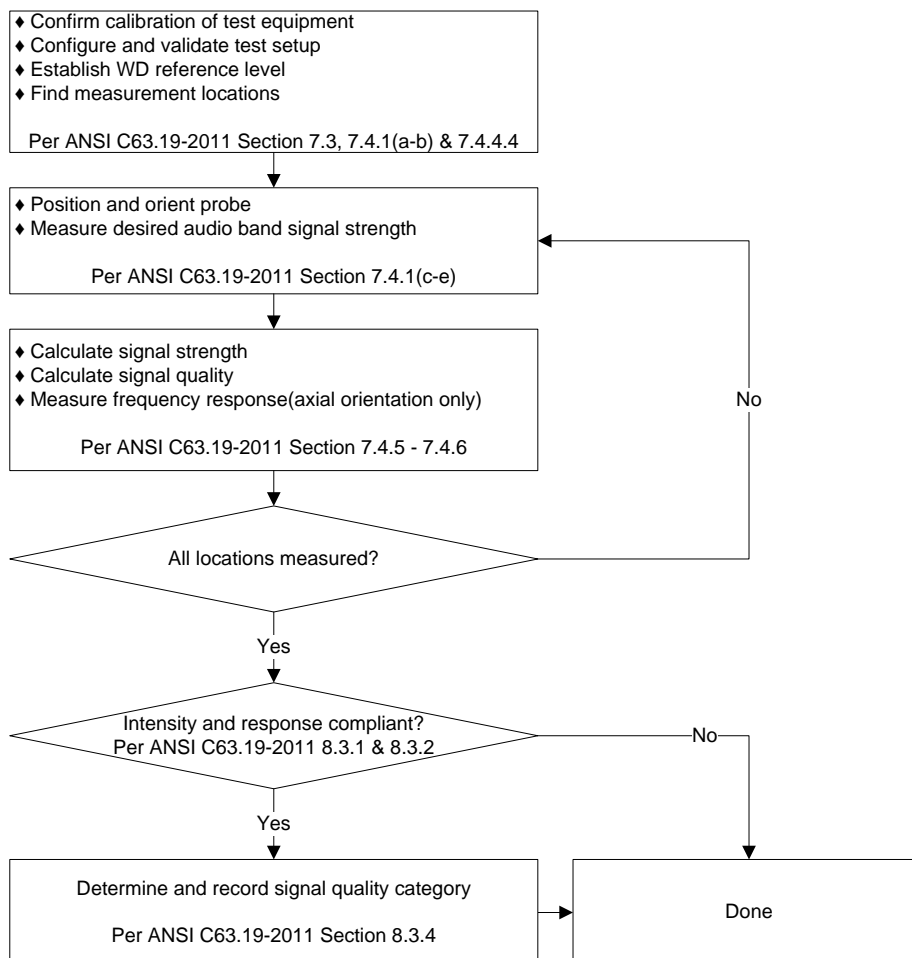 ♦ Confirm calibration of test equipment
♦ Configure and validate test setup
♦ Establish WD reference level
♦ Find measurement locations
Per ANSI C63.19-2011 Section 7.3, 7.4.1(a-b) & 7.4.4.4
♦ Position and orient probe
♦ Measure desired audio band signal strength
Per ANSI C63.19-2011 Section 7.4.1(c-e)
♦ Calculate signal strength
♦ Calculate signal quality
♦ Measure frequency response(axial orientation only)
Per ANSI C63.19-2011 Section 7.4.5 - 7.4.6
No
All locations measured?
Yes
Intensity and response compliant?
Per ANSI C63.19-2011 8.3.1 & 8.3.2
No
Yes
Determine and record signal quality category
Per ANSI C63.19-2011 Section 8.3.4
Done